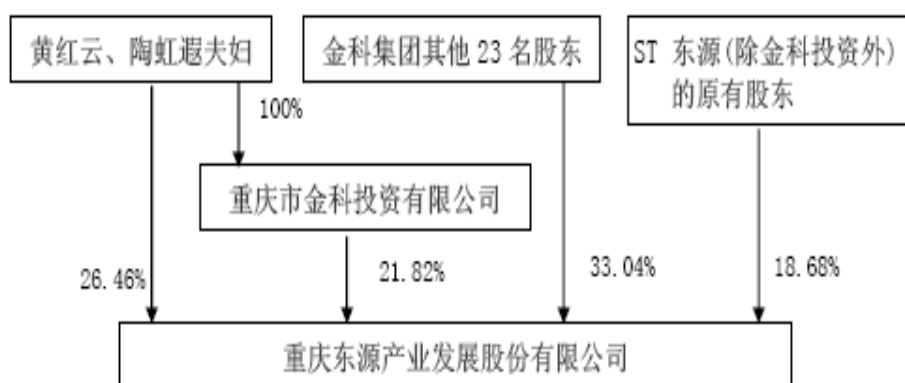 黄红云、陶虹遐夫妇
金科集团其他 23 名股东
ST 东源(除金科投资外)
的原有股东
100%
重庆市金科投资有限公司
26.46%
21.82%
33.04%
18.68%
重庆东源产业发展股份有限公司